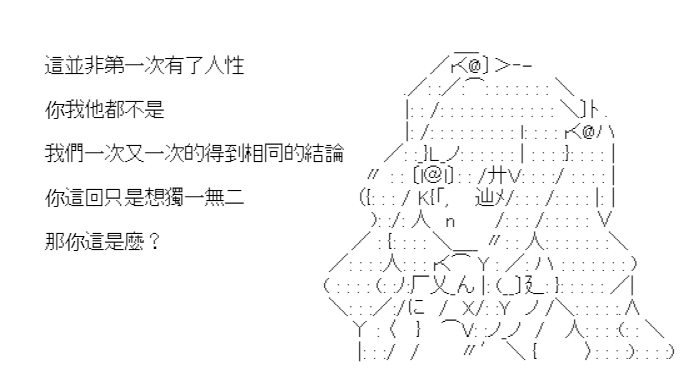 這並非第一次有了人性
你我他都不是
我們一次又一次的得到相同的結論
你這回只是想獨一無二
那你這是麼？